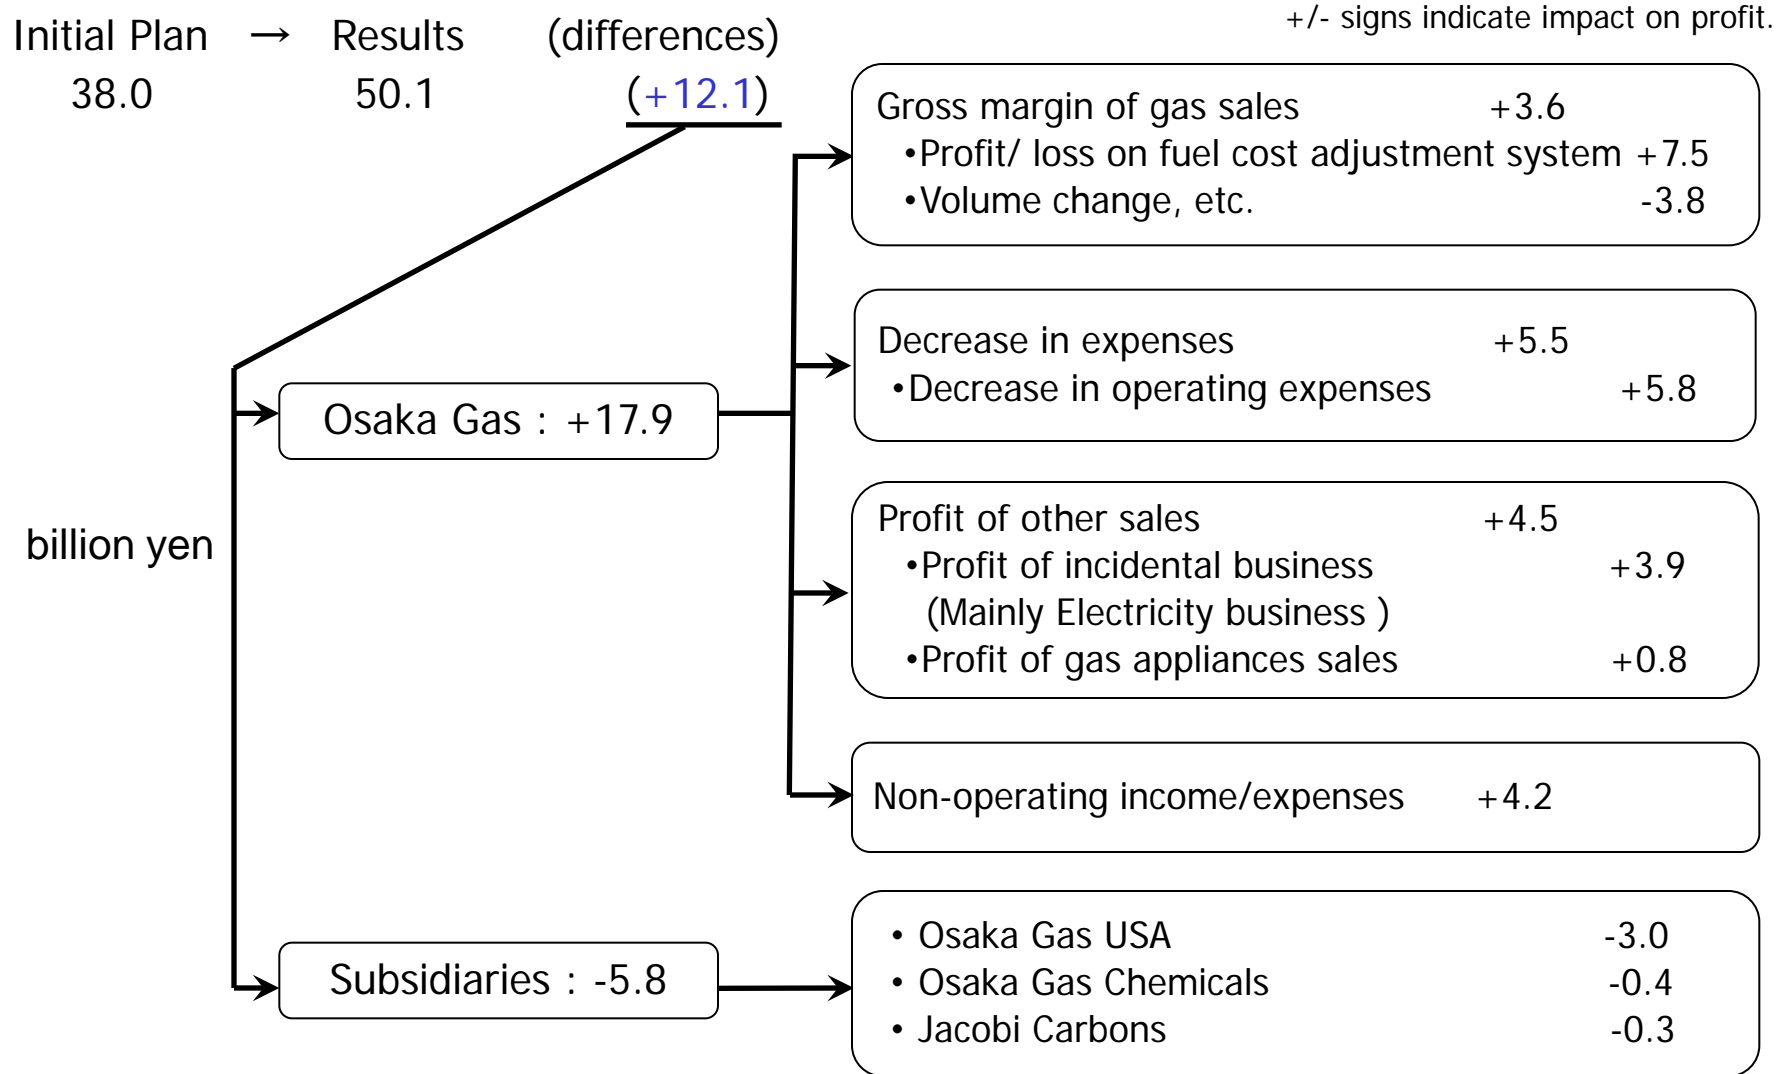 +/- signs indicate impact on profit.
Initial Plan → Results (differences)
38.0 50.1 (+12.1)
Gross margin of gas sales +3.6
•Profit/ loss on fuel cost adjustment system +7.5
•Volume change, etc. -3.8
Decrease in expenses +5.5
•Decrease in operating expenses +5.8
Osaka Gas : +17.9
Profit of other sales +4.5
•Profit of incidental business +3.9
(Mainly Electricity business )
•Profit of gas appliances sales +0.8
billion yen
Non-operating income/expenses +4.2
Subsidiaries : -5.8
• Osaka Gas USA -3.0
• Osaka Gas Chemicals -0.4
• Jacobi Carbons -0.3